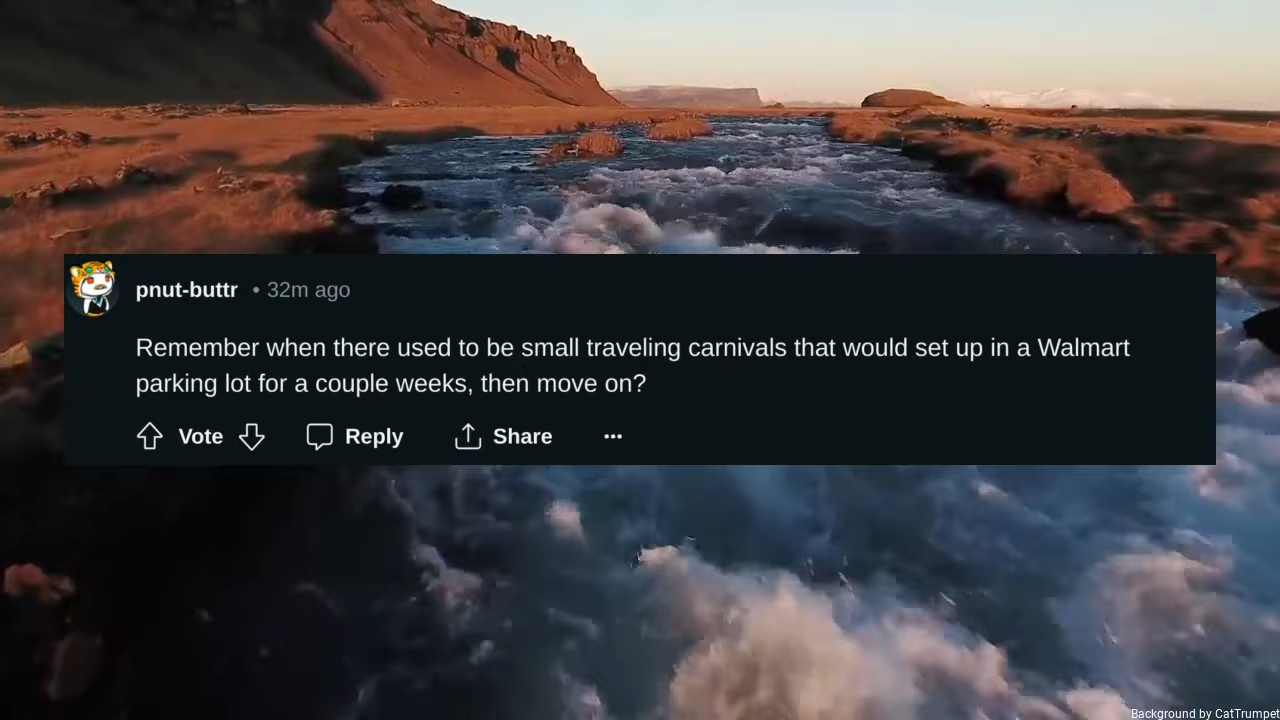 pnut-buttr • 32m ago
Remember when there used to be small traveling carnivals that would set up in a Walmart
parking lot for a couple weeks, then move on?
Vote Reply Share ...
Background by CatTrumpet